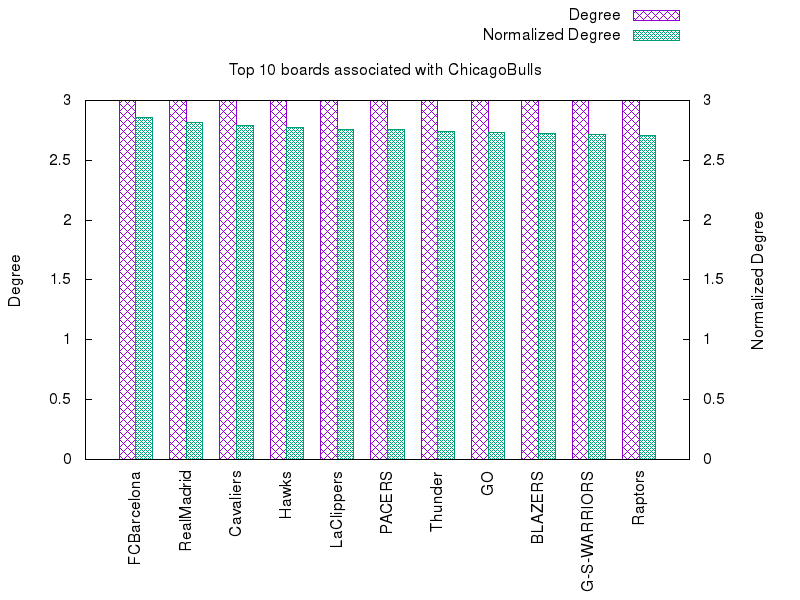 Degree
Normalized Degree
Top 10 boards associated with ChicagoBulls
3
2.5
2
1.5
1
0.5
0
3
2.5
2
1.5
1
0.5
0
Degree
Normalized Degree
FCBarcelona
RealMadrid
Cavaliers
Hawks
LaClippers
PACERS
Thunder
GO
BLAZERS
G-S-WARRIORS
Raptors